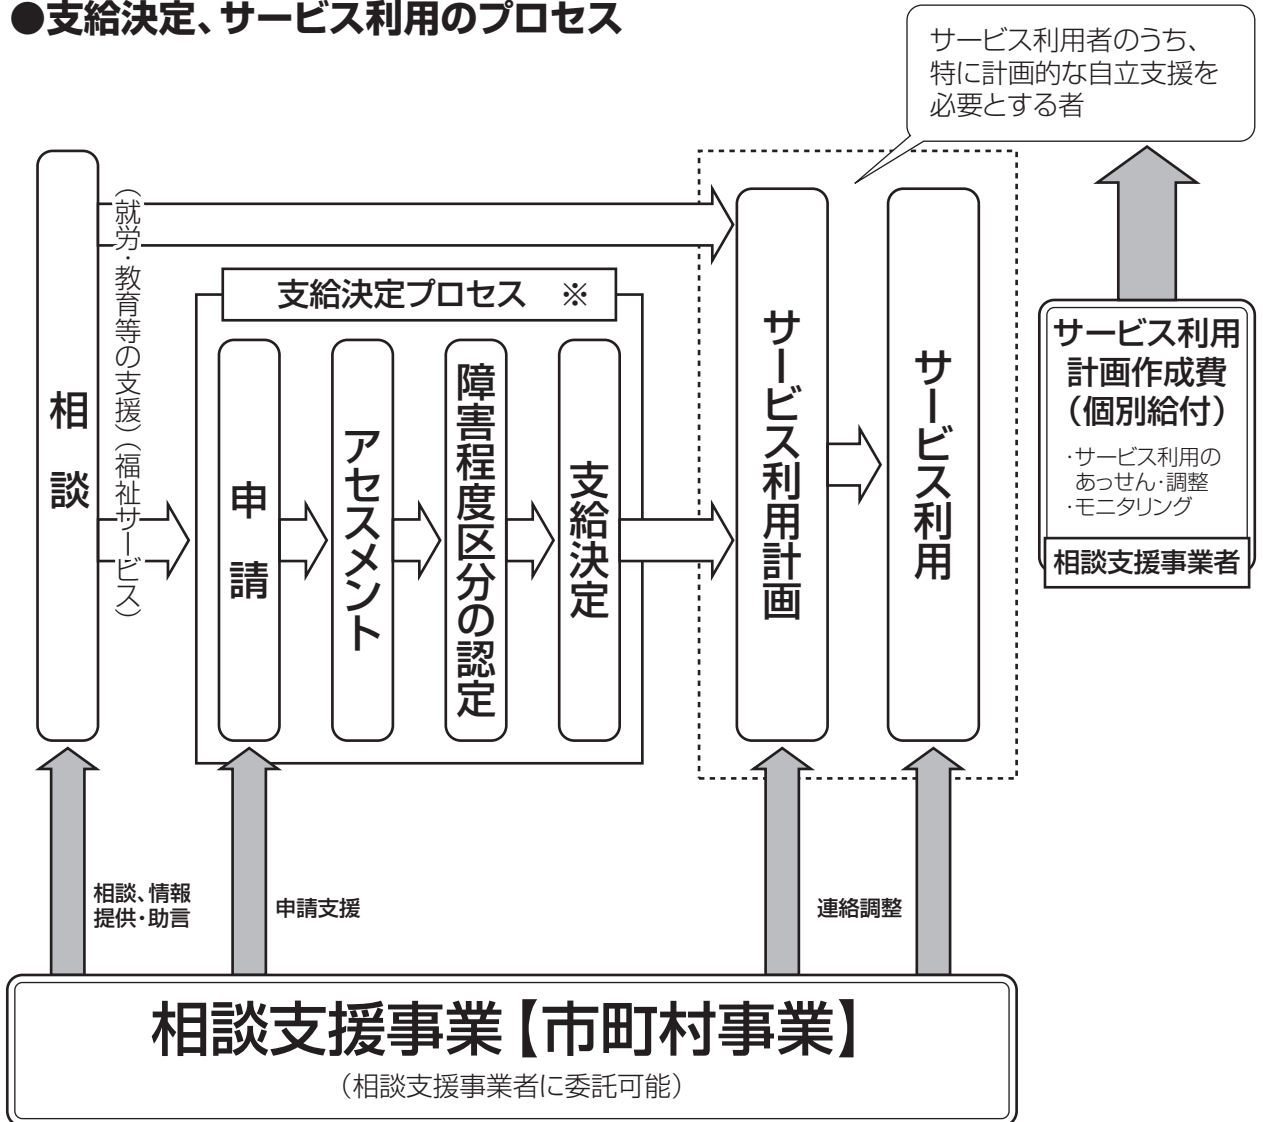 ●支給決定、サービス利用のプロセス
サービス利用者のうち、
特に計画的な自立支援を
必要とする者
相談
（就労・教育等の支援）（福祉サービス）
支給決定プロセス　※
申請
アセスメント
障害程度区分の認定
支給決定
サービス利用計画
サービス利用
サービス利用
計画作成費
（個別給付）
・サービス利用の
あっせん・調整
・モニタリング
相談支援事業者
相談、情報
提供・助言
申請支援
連絡調整
相談支援事業【市町村事業】
（相談支援事業者に委託可能）